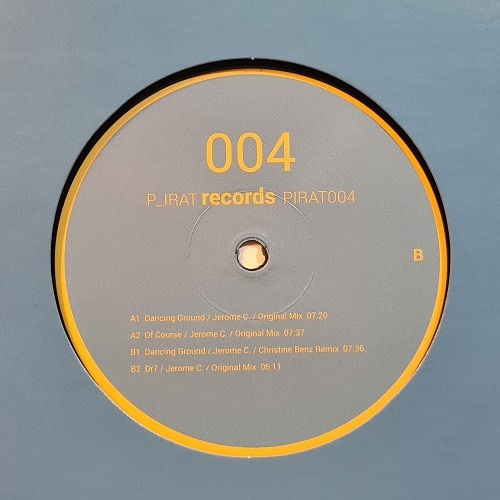 004
P_IRAT records PIRAT004
B
A1 Dancing Ground / Jerome C. / Original Mix 07:20
A2 Of Course / Jerome C. / Original Mix 07:37
B1 Dancing Ground / Jerome C. / Christine Benz Remix 07:36
B2 Or7 / Jerome C. / Original Mix 06:11